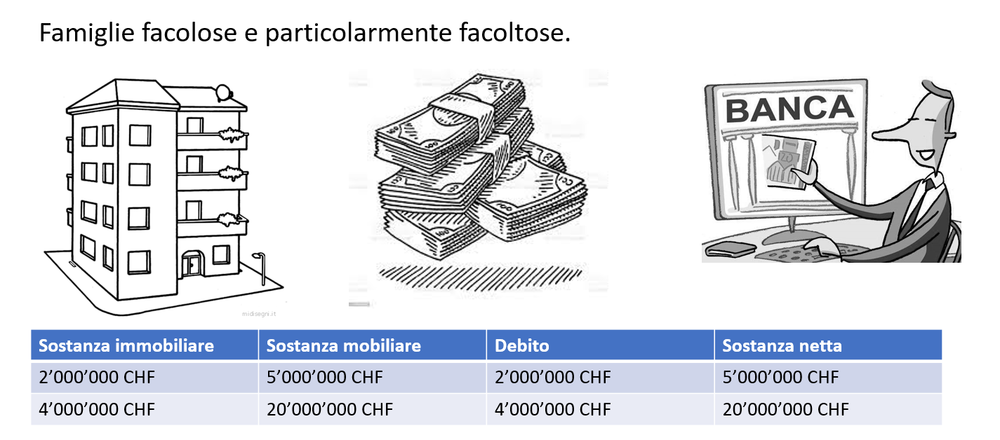 Famiglie facolose e particolarmente facoltose.
BANCA
midisegni.it
Sostanza immobiliare Sostanza mobiliare Debito Sostanza netta
2’000’000 CHF 5’000’000 CHF 2’000’000 CHF 5’000’000 CHF
4’000’000 CHF 20’000’000 CHF 4’000’000 CHF 20’000’000 CHF